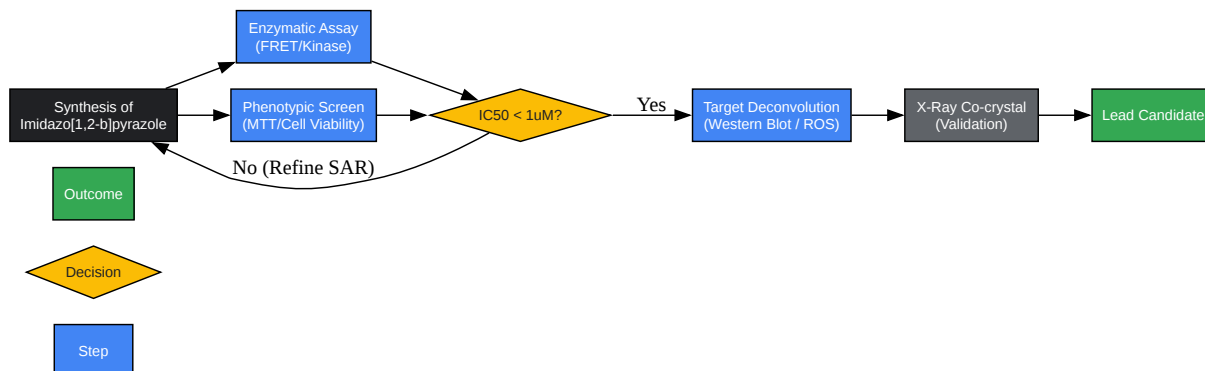 Enzymatic Assay
(FRET/Kinase)
Synthesis of
Imidazo[1,2-b]pyrazole
Phenotypic Screen
(MTT/Cell Viability)
IC50 < 1uM?
Yes
Target Deconvolution
(Western Blot / ROS)
X-Ray Co-crystal
(Validation)
Lead Candidate
No (Refine SAR)
Outcome
Decision
Step